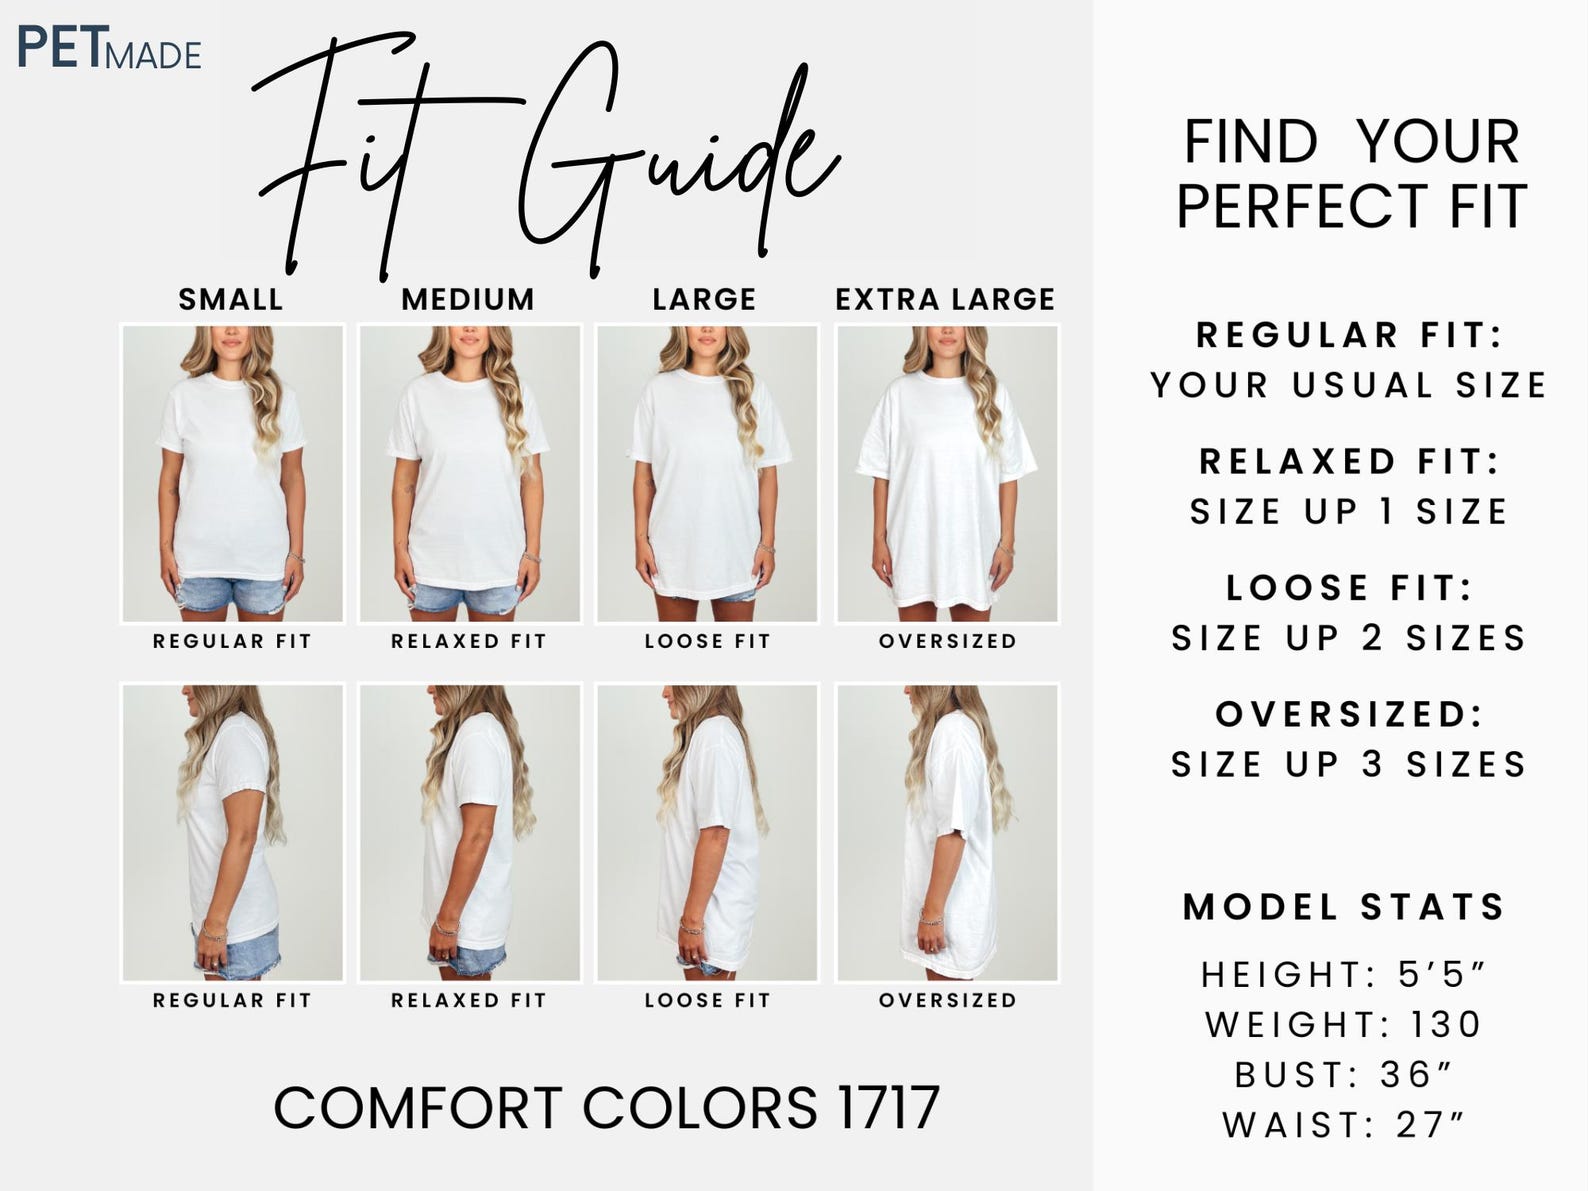 PETMADE
Fit Guide
SMALL MEDIUM LARGE EXTRA LARGE
REGULAR FIT RELAXED FIT LOOSE FIT OVERSIZED
REGULAR FIT RELAXED FIT LOOSE FIT OVERSIZED
COMFORT COLORS 1717
FIND YOUR
PERFECT FIT
REGULAR FIT:
YOUR USUAL SIZE
RELAXED FIT:
SIZE UP 1 SIZE
LOOSE FIT:
SIZE UP 2 SIZES
OVERSIZED:
SIZE UP 3 SIZES
MODEL STATS
HEIGHT: 5’5”
WEIGHT: 130
BUST: 36”
WAIST: 27”